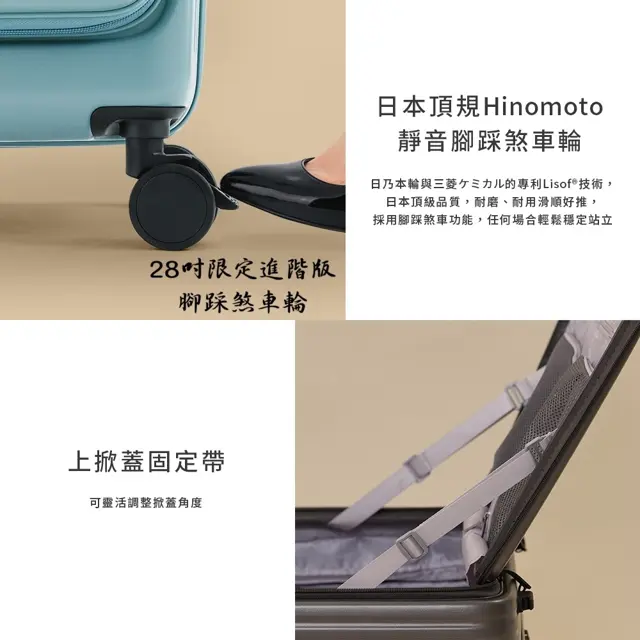 日本頂規Hinomoto
靜音腳踩煞車輪
日乃本輪與三菱ケミカル的專利Lisof®技術，
日本頂級品質，耐磨、耐用滑順好推，
採用腳踩煞車功能，任何場合輕鬆穩定站立
28吋限定進階版
腳踩煞車輪
上掀蓋固定帶
可靈活調整掀蓋角度